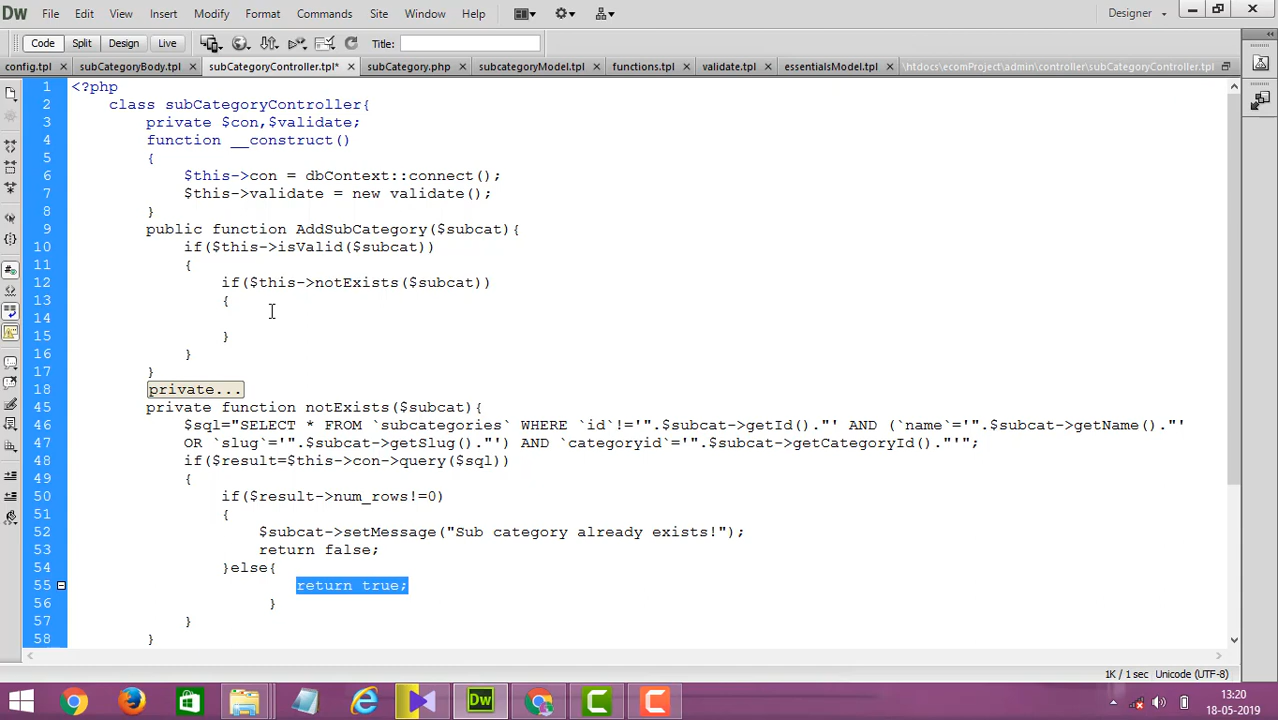 Dw File Edit View Insert Modify Format Commands Site Window Help Designer
Code Split Design Live Title:
config.tpl subCategoryBody.tpl subCategoryController.tpl* subCategory.php subcategoryModel.tpl functions.tpl validate.tpl essentialsModel.tpl \htdocs\ecomProject\admin\controller\subCategoryController.tpl
1 <?php
2 class subCategoryController{
3 private $con,$validate;
4 function __construct()
5 {
6 $this->con = dbContext::connect();
7 $this->validate = new validate();
8 }
9 public function AddSubCategory($subcat){
10 if($this->isValid($subcat))
11 {
12 if($this->notExists($subcat))
13 {
14
15 }
16 }
17 }
18 private...
45 private function notExists($subcat){
46 $sql="SELECT * FROM `subcategories` WHERE `id`!='".$subcat->getId()."' AND (`name`='".$subcat->getName()."'
47 OR `slug`='".$subcat->getSlug()."') AND `categoryid`='".$subcat->getCategoryId()."'";
48 if($result=$this->con->query($sql))
49 {
50 if($result->num_rows!=0)
51 {
52 $subcat->setMessage("Sub category already exists!");
53 return false;
54 }else{
55 return true;
56 }
57 }
58 }
1K / 1 sec Unicode (UTF-8)
Dw
13:20
18-05-2019